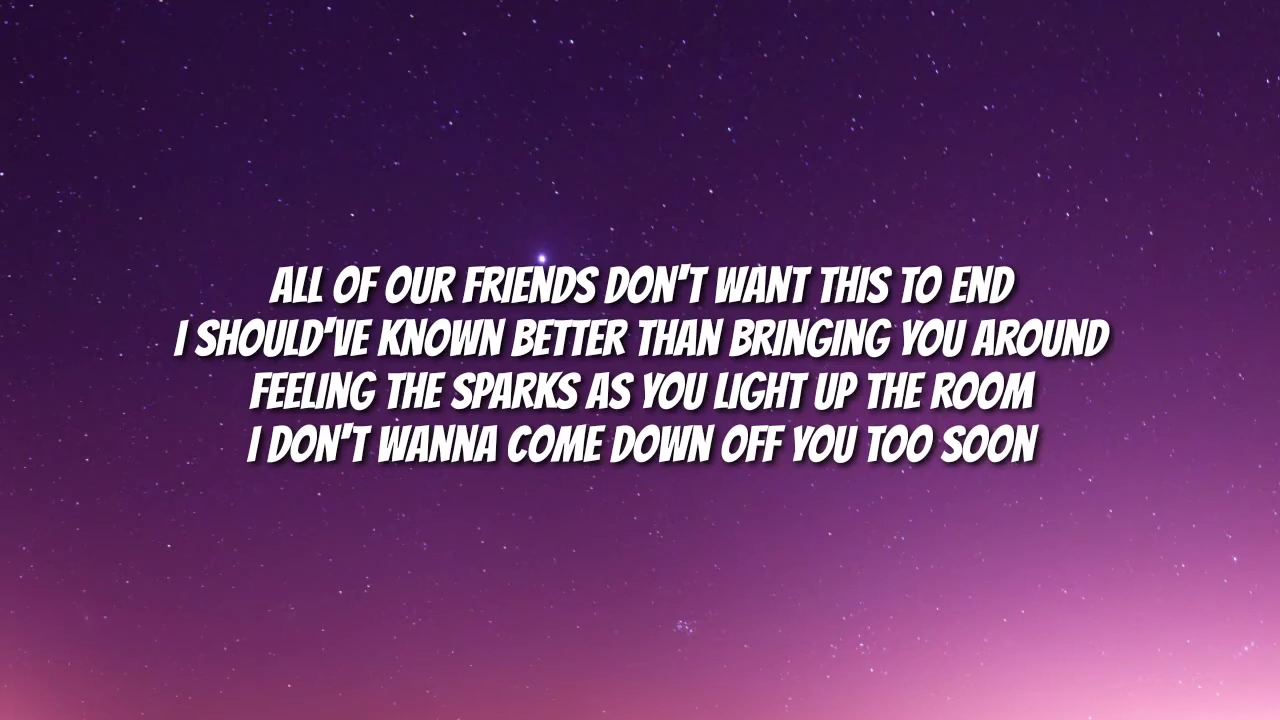 ALL OF OUR FRIENDS DON'T WANT THIS TO END
I SHOULD'VE KNOWN BETTER THAN BRINGING YOU AROUND
FEELING THE SPARKS AS YOU LIGHT UP THE ROOM
I DON'T WANNA COME DOWN OFF YOU TOO SOON